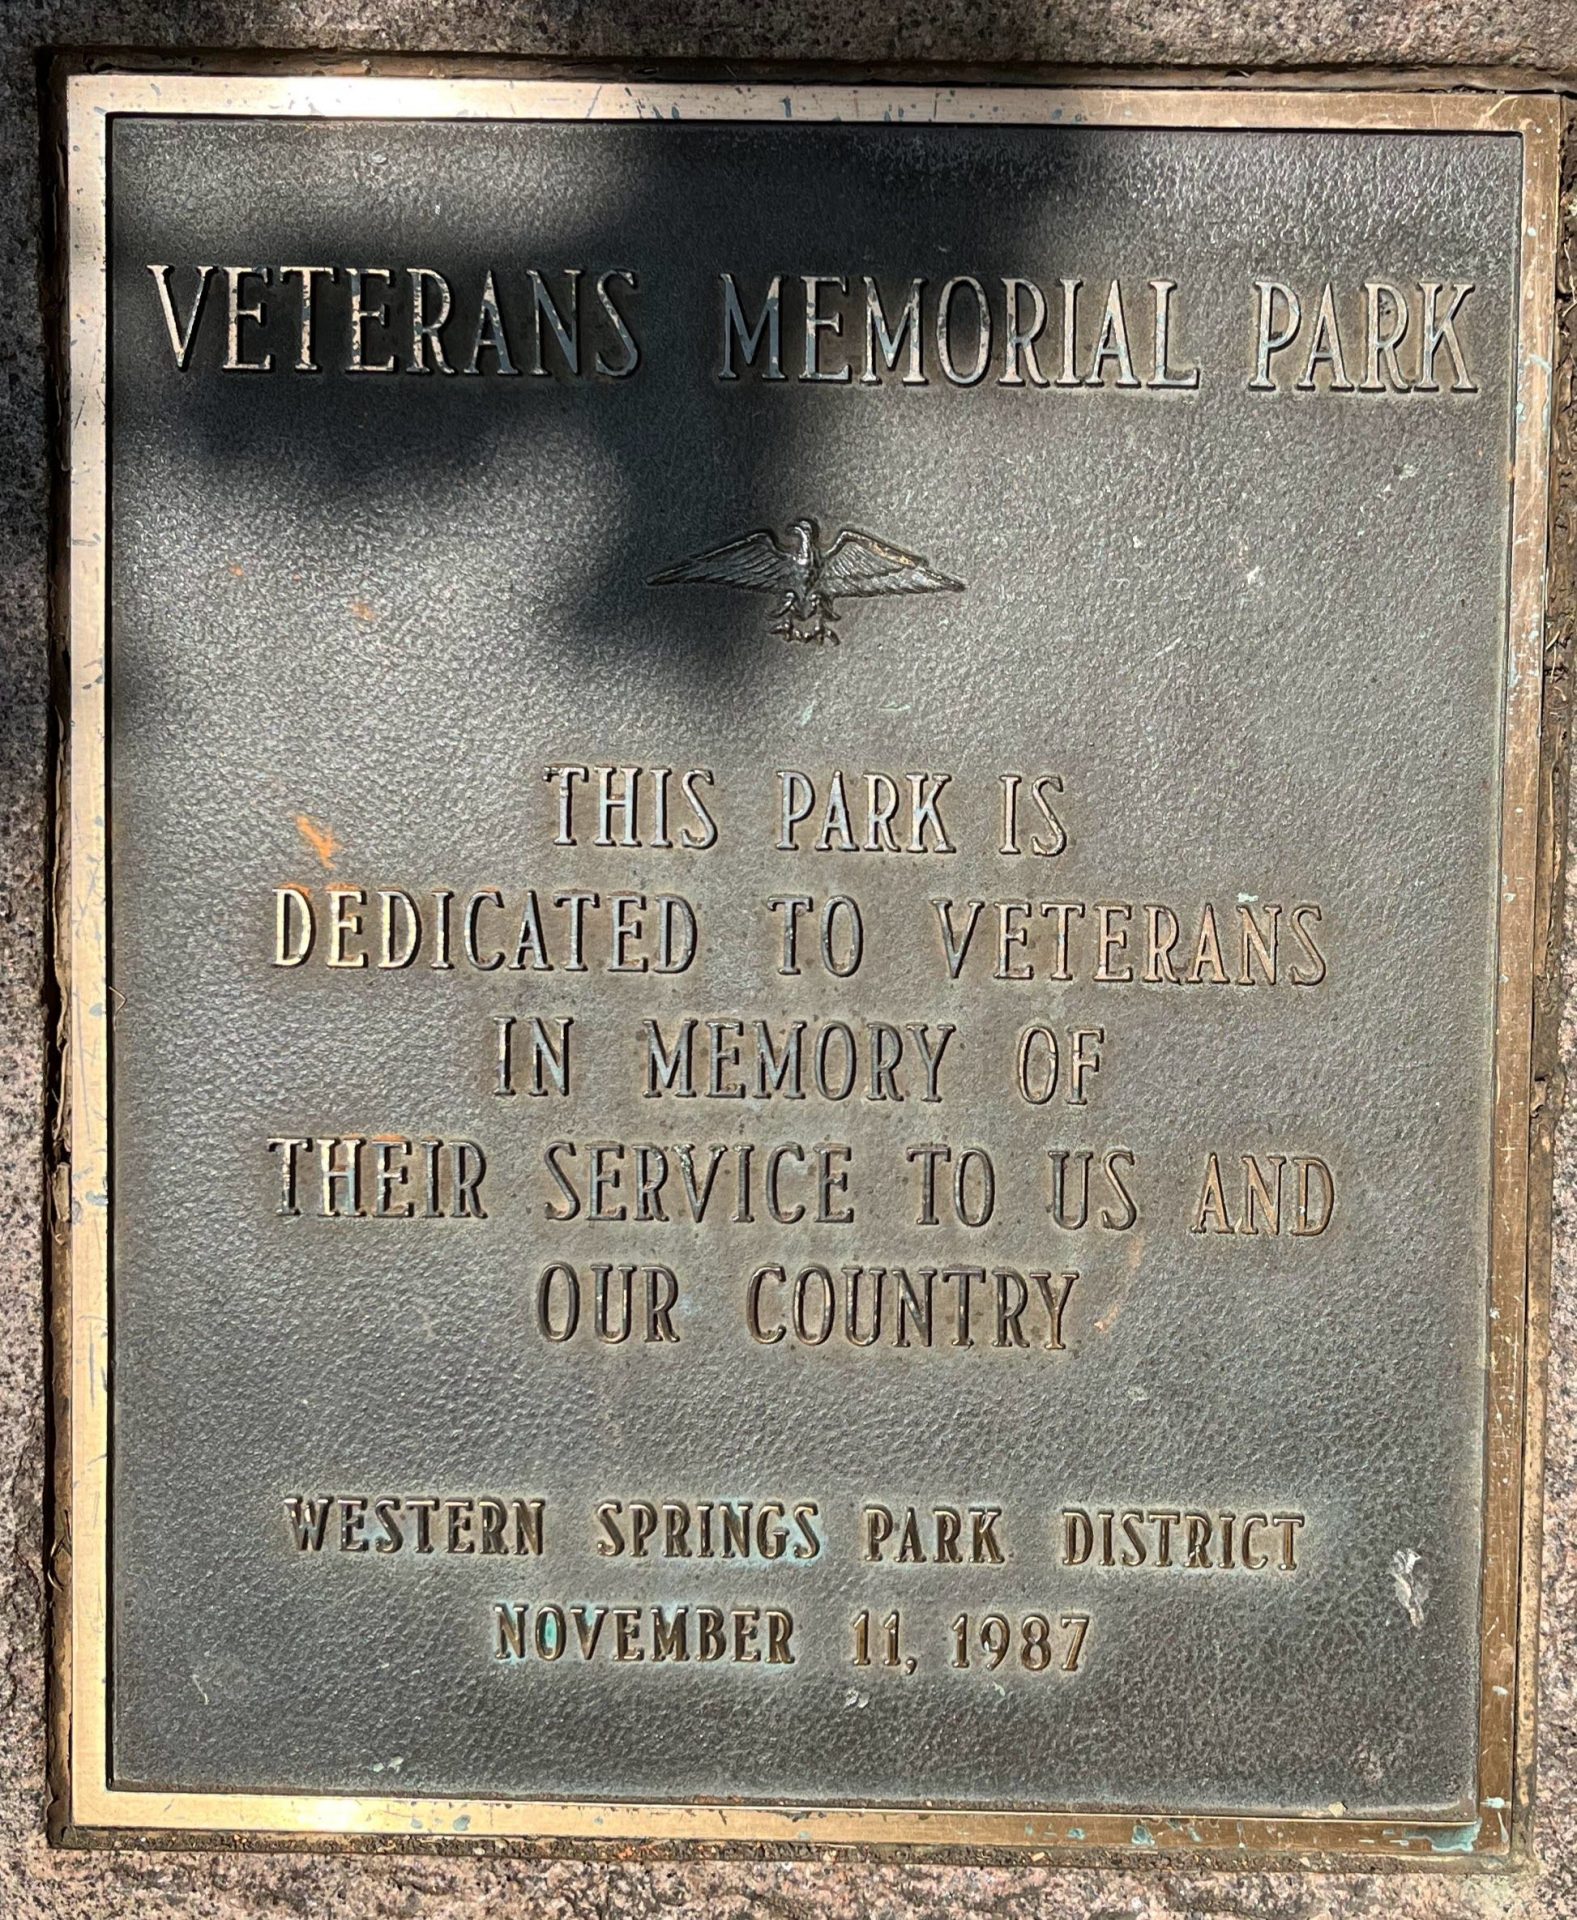 VETERANS MEMORIAL PARK
THIS PARK IS
DEDICATED TO VETERANS
IN MEMORY OF
THEIR SERVICE TO US AND
OUR COUNTRY
WESTERN SPRINGS PARK DISTRICT
NOVEMBER 11, 1987